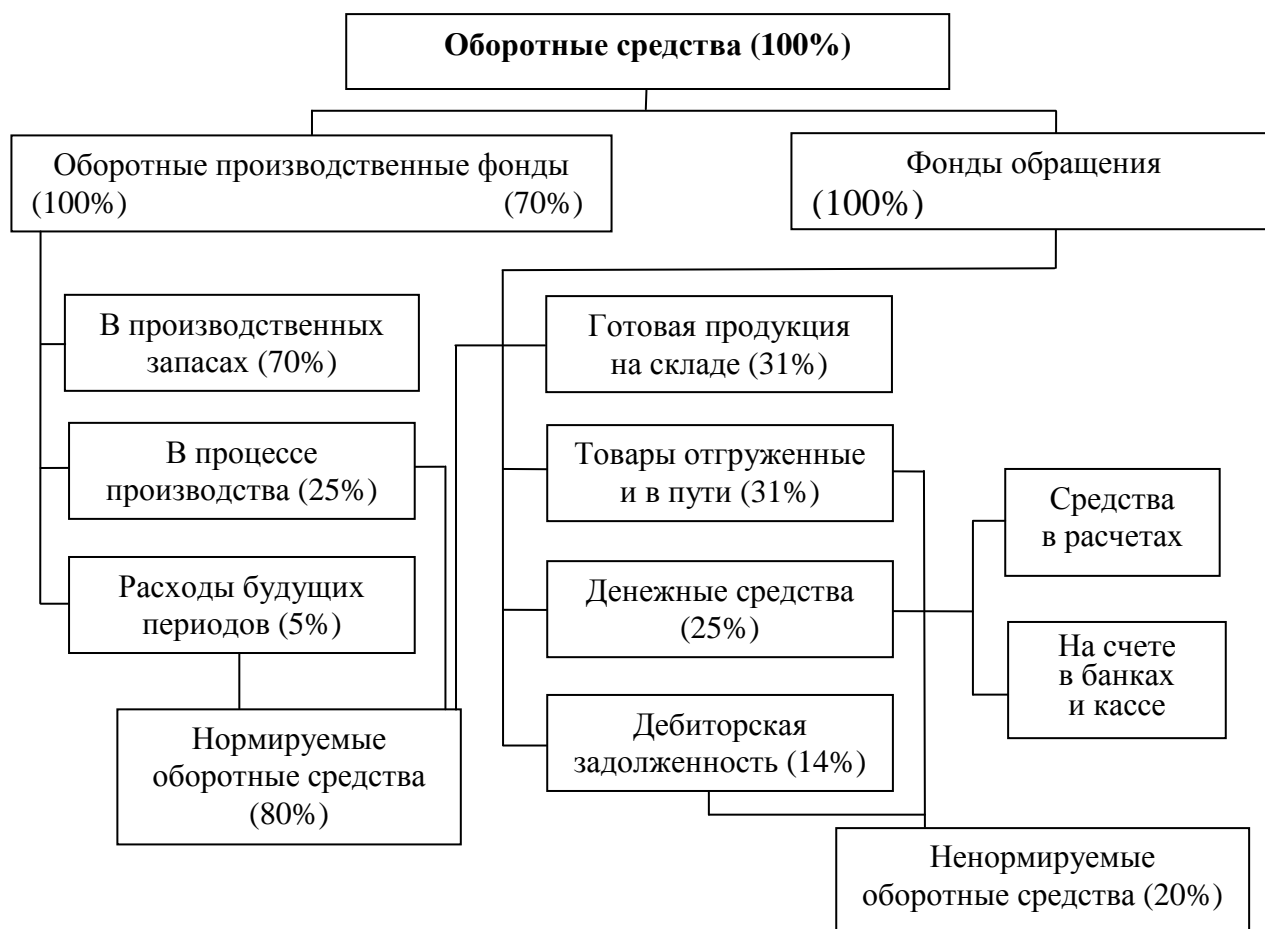 Оборотные средства (100%)
Оборотные производственные фонды
(100%) (70%)
Фонды обращения
(100%)
В производственных
запасах (70%)
В процессе
производства (25%)
Расходы будущих
периодов (5%)
Нормируемые
оборотные средства
(80%)
Готовая продукция
на складе (31%)
Товары отгруженные
и в пути (31%)
Денежные средства
(25%)
Дебиторская
задолженность (14%)
Средства
в расчетах
На счете
в банках
и кассе
Ненормируемые
оборотные средства (20%)